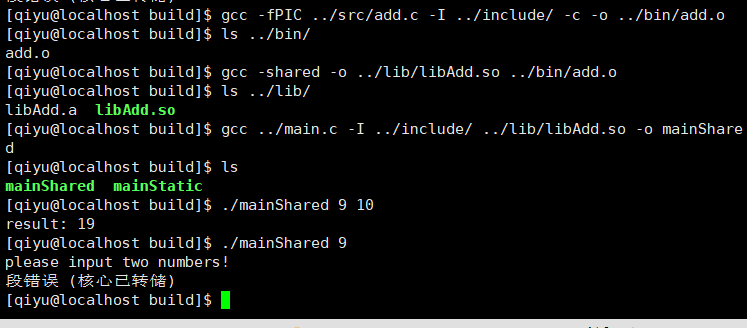 [qiyu@localhost build]$ gcc -fPIC ../src/add.c -I ../include/ -c -o ../bin/add.o
[qiyu@localhost build]$ ls ../bin/
add.o
[qiyu@localhost build]$ gcc -shared -o ../lib/libAdd.so ../bin/add.o
[qiyu@localhost build]$ ls ../lib/
libAdd.a  libAdd.so
[qiyu@localhost build]$ gcc ../main.c -I ../include/ ../lib/libAdd.so -o mainShare
d
[qiyu@localhost build]$ ls
mainShared  mainStatic
[qiyu@localhost build]$ ./mainShared 9 10
result: 19
[qiyu@localhost build]$ ./mainShared 9
please input two numbers!
段错误 (核心已转储)
[qiyu@localhost build]$